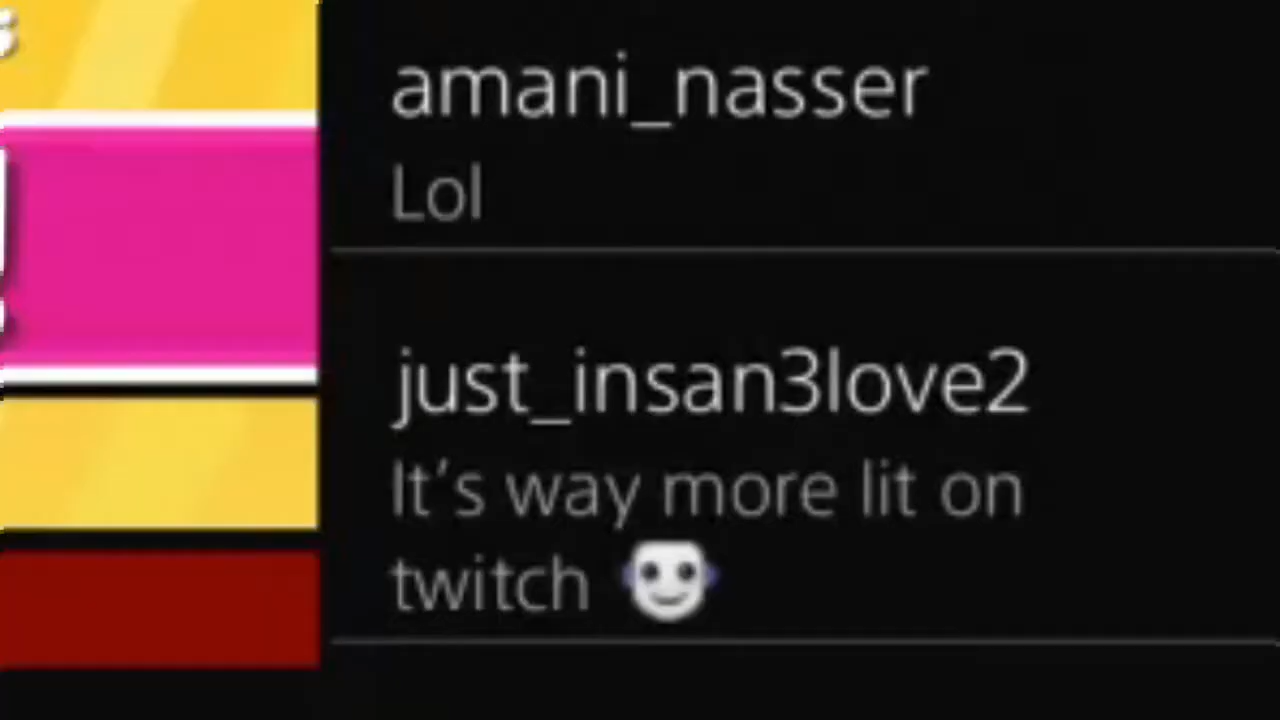 amani_nasser
Lol
just_insan3love2
It's way more lit on
twitch